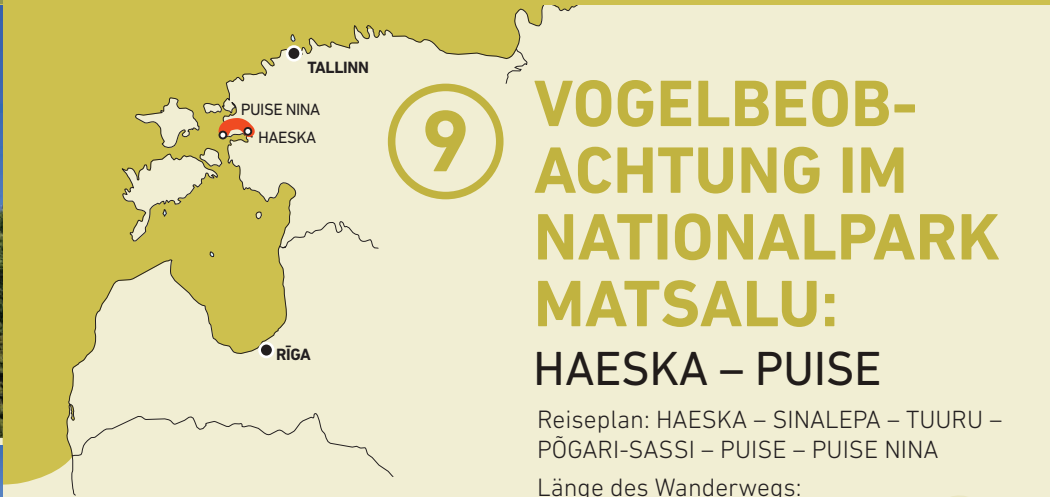 TALLINN
PUISE NINA
HAESKA
RĪGA
9
VOGELBEOB-
ACHTUNG IM
NATIONALPARK
MATSALU:
HAESKA – PUISE
Reiseplan: HAESKA – SINALEPA – TUURU –
PÕGARI-SASSI – PUISE – PUISE NINA
Länge des Wanderwegs: